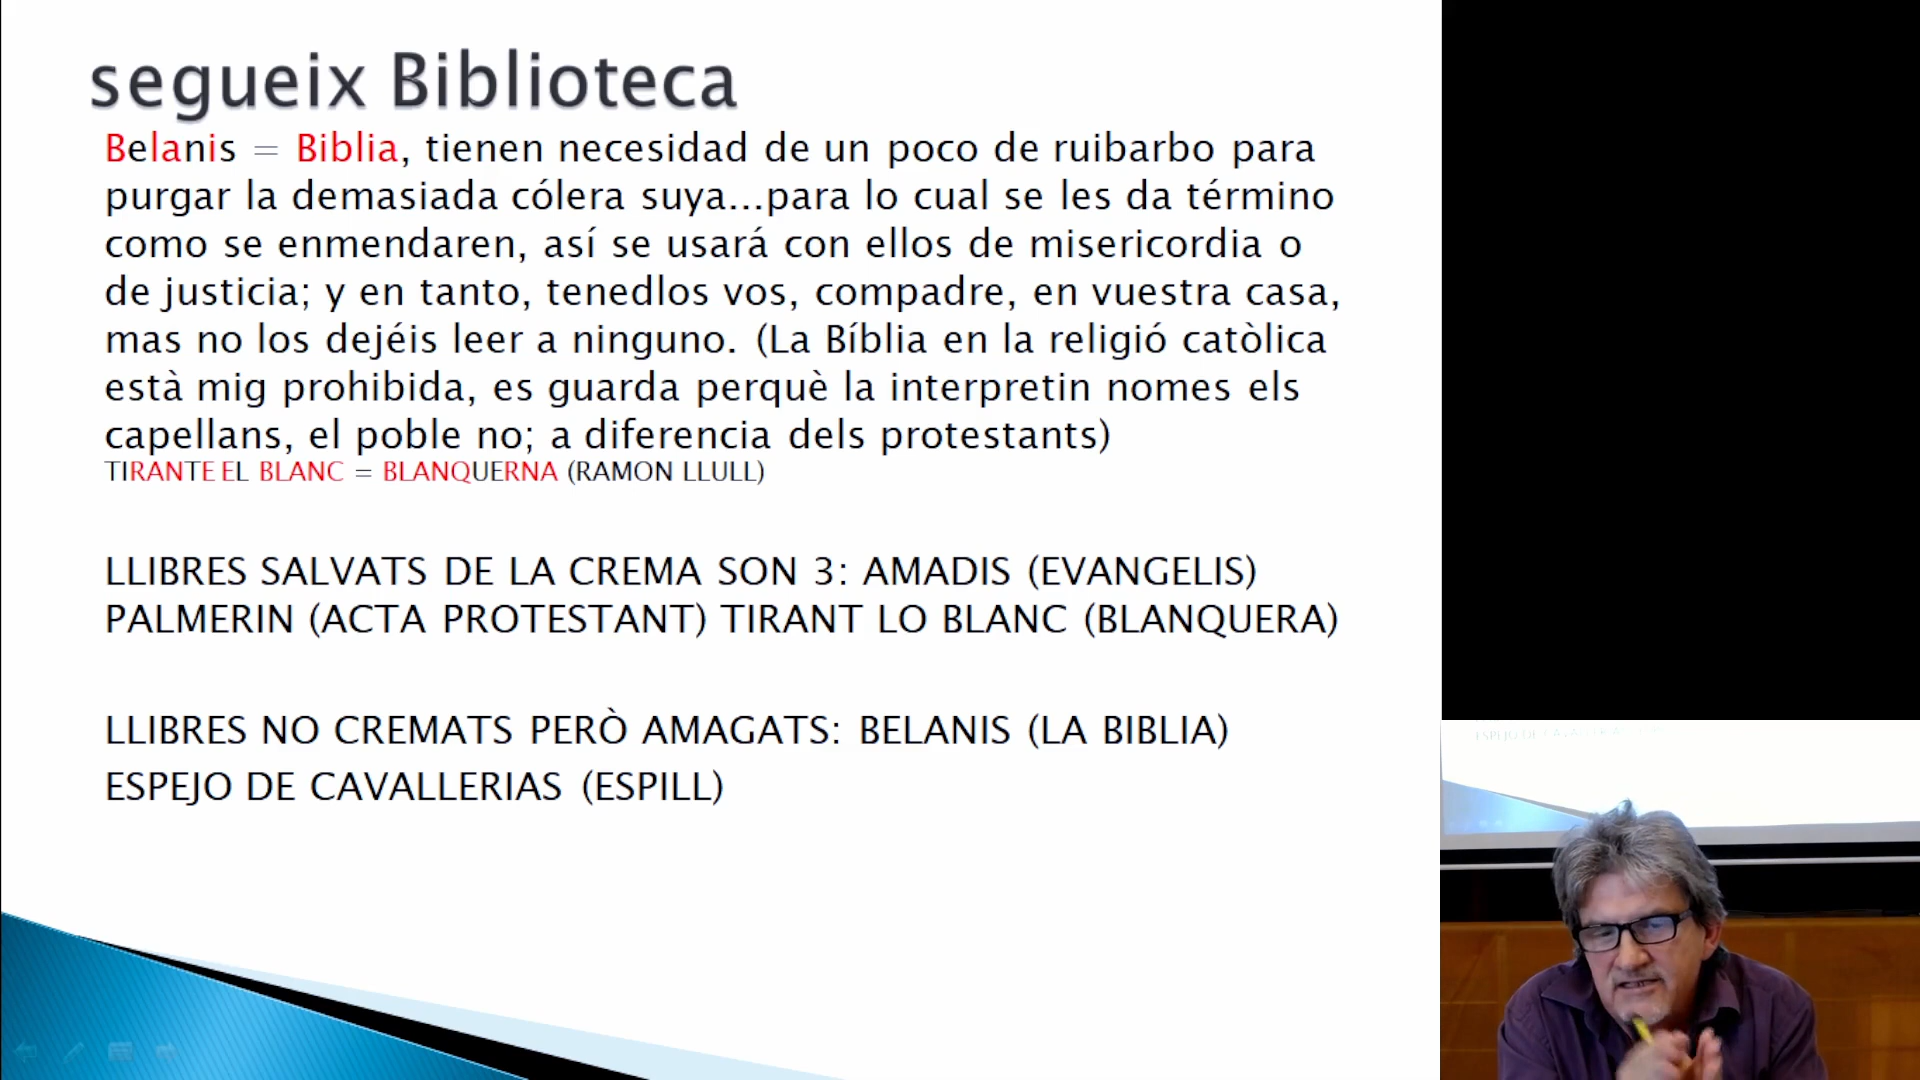 segueix Biblioteca
Belanis = Biblia, tienen necesidad de un poco de ruibarbo para
purgar la demasiada cólera suya...para lo cual se les da término
como se enmendaren, así se usará con ellos de misericordia o
de justicia; y en tanto, tenedlos vos, compadre, en vuestra casa,
mas no los dejéis leer a ninguno. (La Bíblia en la religió catòlica
està mig prohibida, es guarda perquè la interpretin nomes els
capellans, el poble no; a diferencia dels protestants)
TIRANTE EL BLANC = BLANQUERNA (RAMON LLULL)
LLIBRES SALVATS DE LA CREMA SON 3: AMADIS (EVANGELIS)
PALMERIN (ACTA PROTESTANT) TIRANT LO BLANC (BLANQUERA)
LLIBRES NO CREMATS PERÒ AMAGATS: BELANIS (LA BIBLIA)
ESPEJO DE CAVALLERIAS (ESPILL)